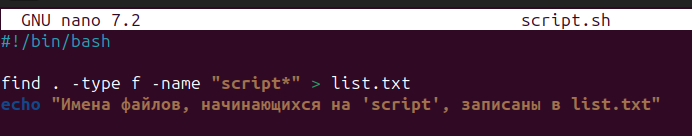 GNU nano 7.2 script.sh
#!/bin/bash
find . -type f -name "script*" > list.txt
echo "Имена файлов, начинающихся на 'script', записаны в list.txt"